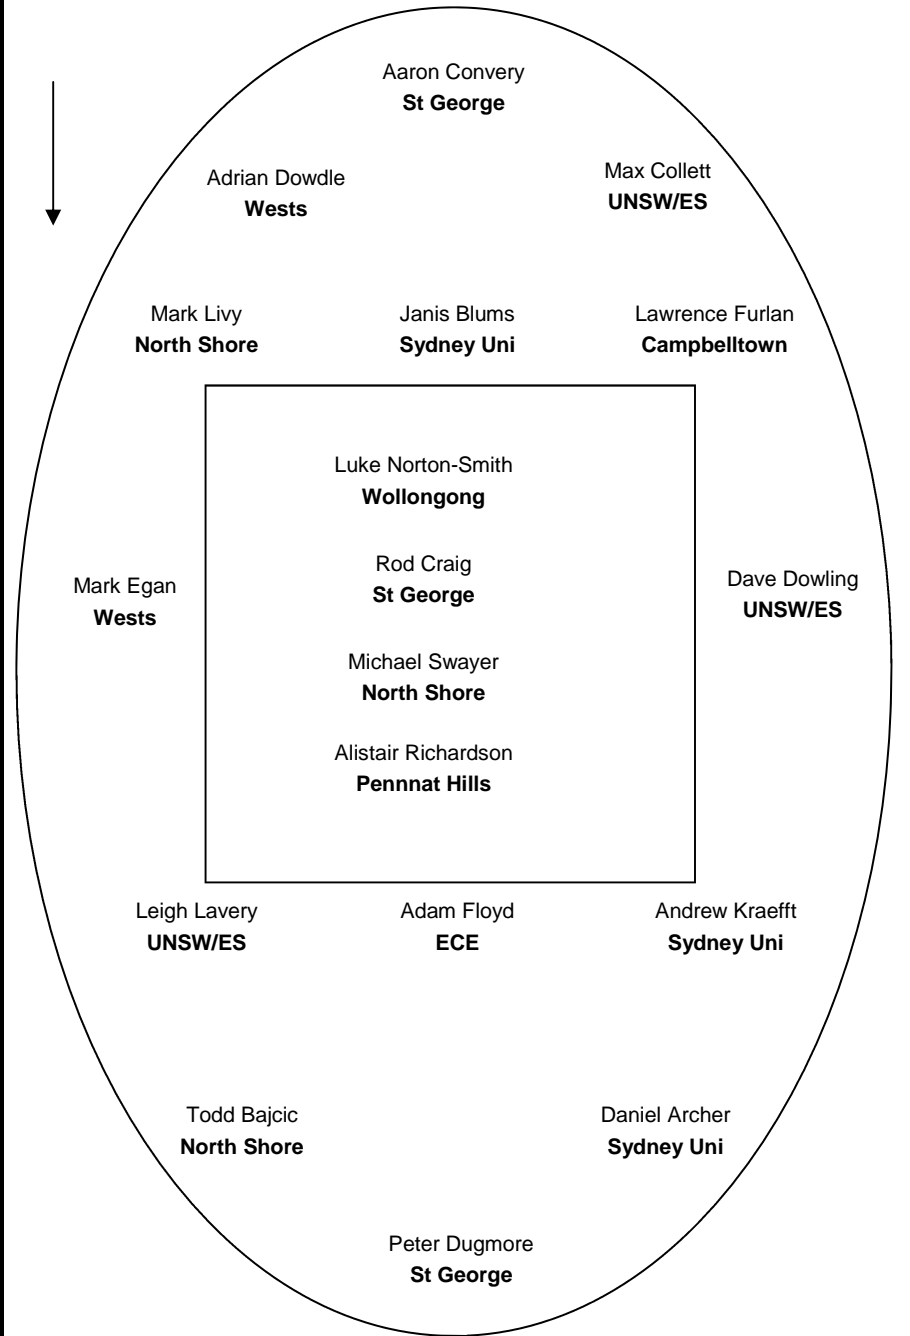 Aaron Convery
St George
Adrian Dowdle
Wests
Max Collett
UNSW/ES
Mark Livy
North Shore
Janis Blums
Sydney Uni
Lawrence Furlan
Campbelltown
Luke Norton-Smith
Wollongong
Rod Craig
St George
Mark Egan
Wests
Dave Dowling
UNSW/ES
Michael Swayer
North Shore
Alistair Richardson
Pennnat Hills
Leigh Lavery
UNSW/ES
Adam Floyd
ECE
Andrew Kraefft
Sydney Uni
Todd Bajcic
North Shore
Daniel Archer
Sydney Uni
Peter Dugmore
St George